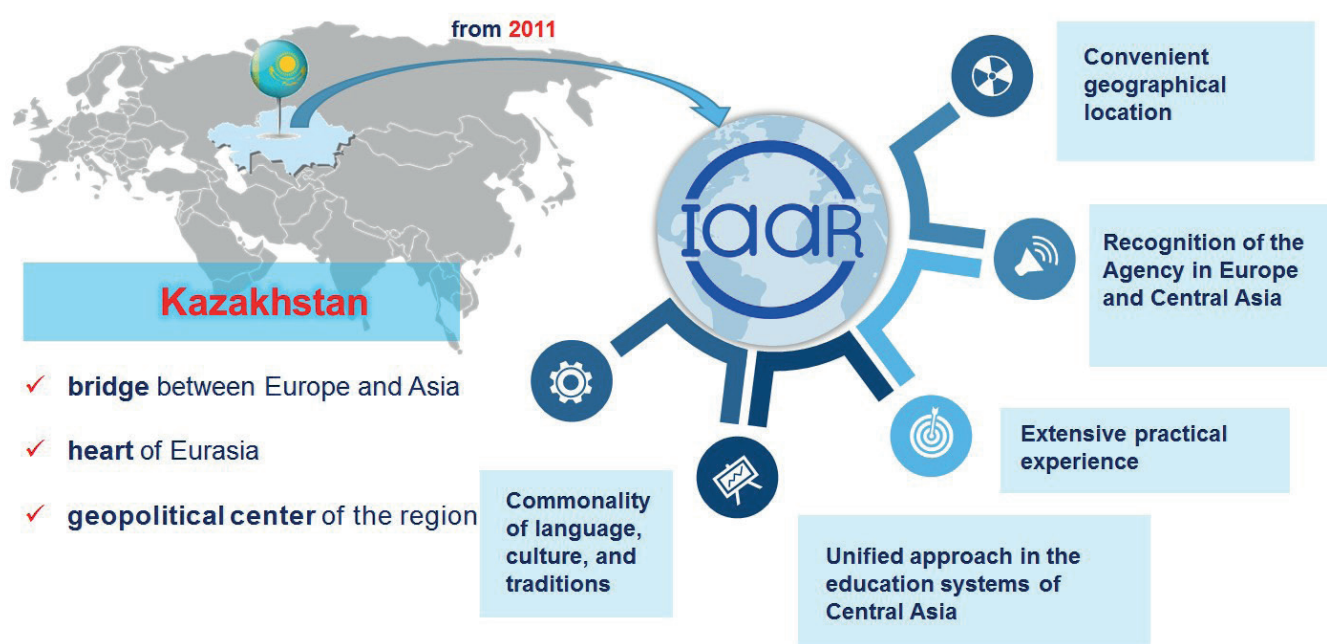 from 2011
IaaR
Kazakhstan
✓ bridge between Europe and Asia
✓ heart of Eurasia
✓ geopolitical center of the region
Convenient
geographical
location
Recognition of the
Agency in Europe
and Central Asia
Extensive practical
experience
Unified approach in the
education systems of
Central Asia
Commonality
of language,
culture, and
traditions